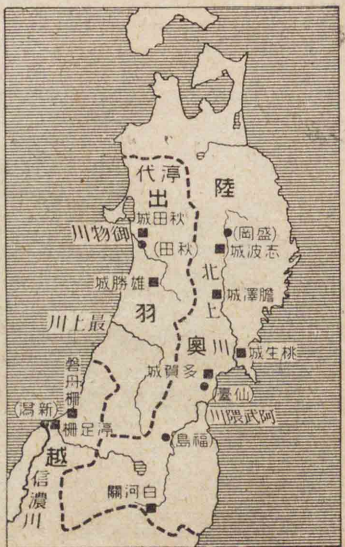 陸奧
(盛岡)
志波城
北上川
膽澤城
桃生城
多賀城
(仙臺)
阿武隈川
(福島)
白河關
渟代
出羽
秋田城
(秋田)
御物川
雄勝城
最上川
磐舟柵
渟足柵
(新潟)
越
信濃川